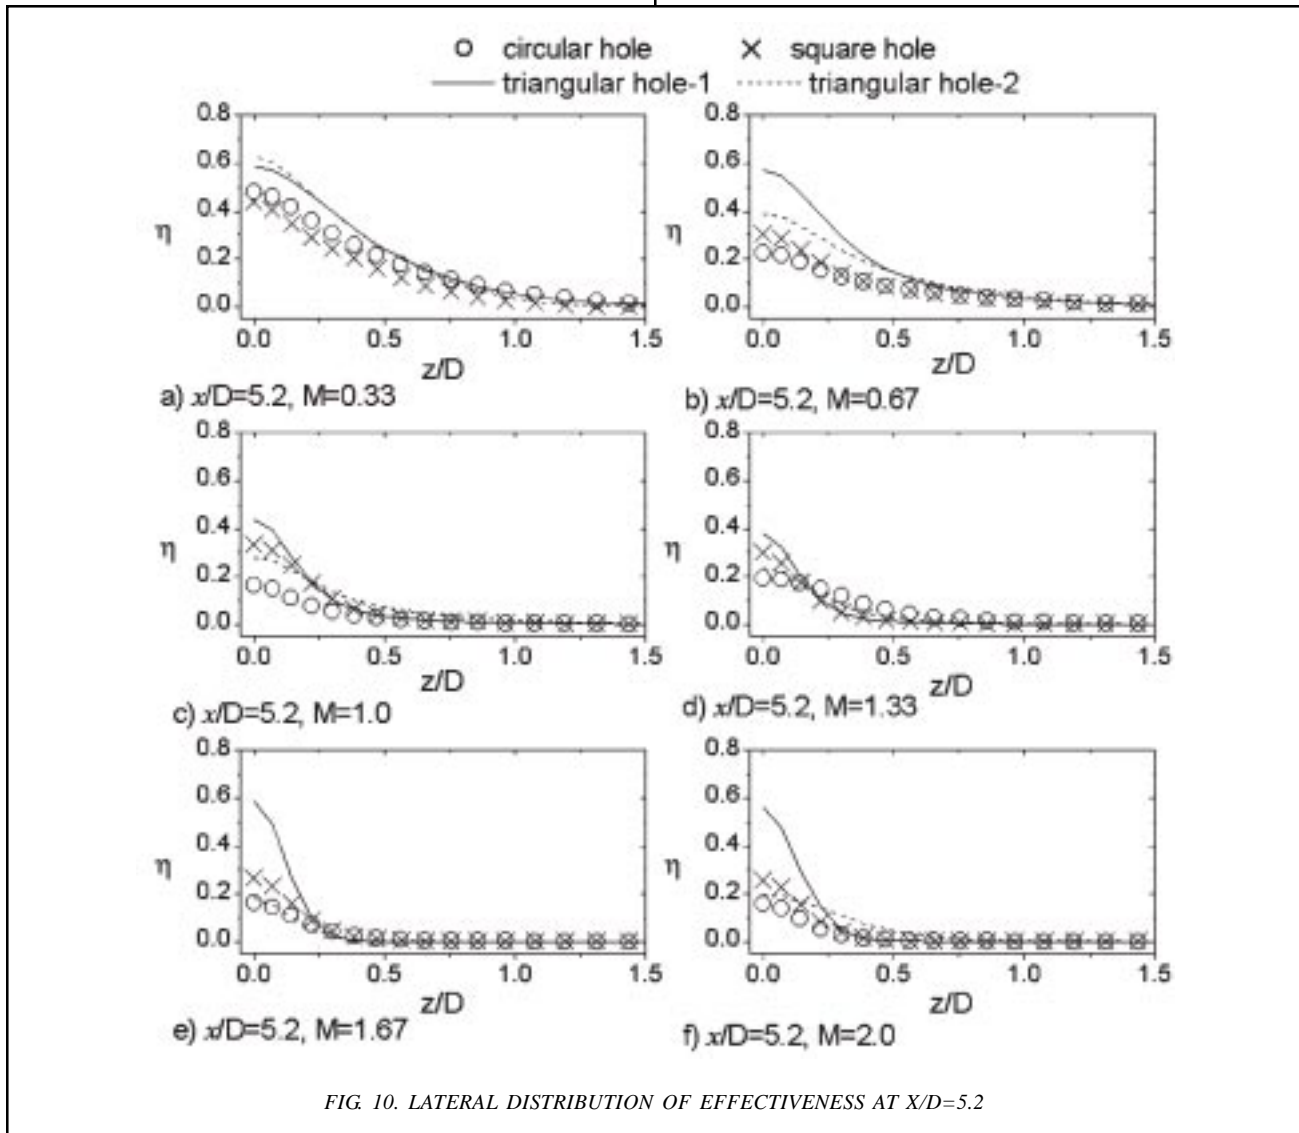 circular hole square hole
triangular hole-1 triangular hole-2
0.8
0.6
0.4
0.2
0.0
η
0.0 0.5 1.0 1.5
z/D
a) x/D=5.2, M=0.33
0.8
0.6
0.4
0.2
0.0
η
0.0 0.5 1.0 1.5
z/D
b) x/D=5.2, M=0.67
0.8
0.6
0.4
0.2
0.0
η
0.0 0.5 1.0 1.5
z/D
c) x/D=5.2, M=1.0
0.8
0.6
0.4
0.2
0.0
η
0.0 0.5 1.0 1.5
z/D
d) x/D=5.2, M=1.33
0.8
0.6
0.4
0.2
0.0
η
0.0 0.5 1.0 1.5
z/D
e) x/D=5.2, M=1.67
0.8
0.6
0.4
0.2
0.0
η
0.0 0.5 1.0 1.5
z/D
f) x/D=5.2, M=2.0
FIG. 10. LATERAL DISTRIBUTION OF EFFECTIVENESS AT X/D=5.2